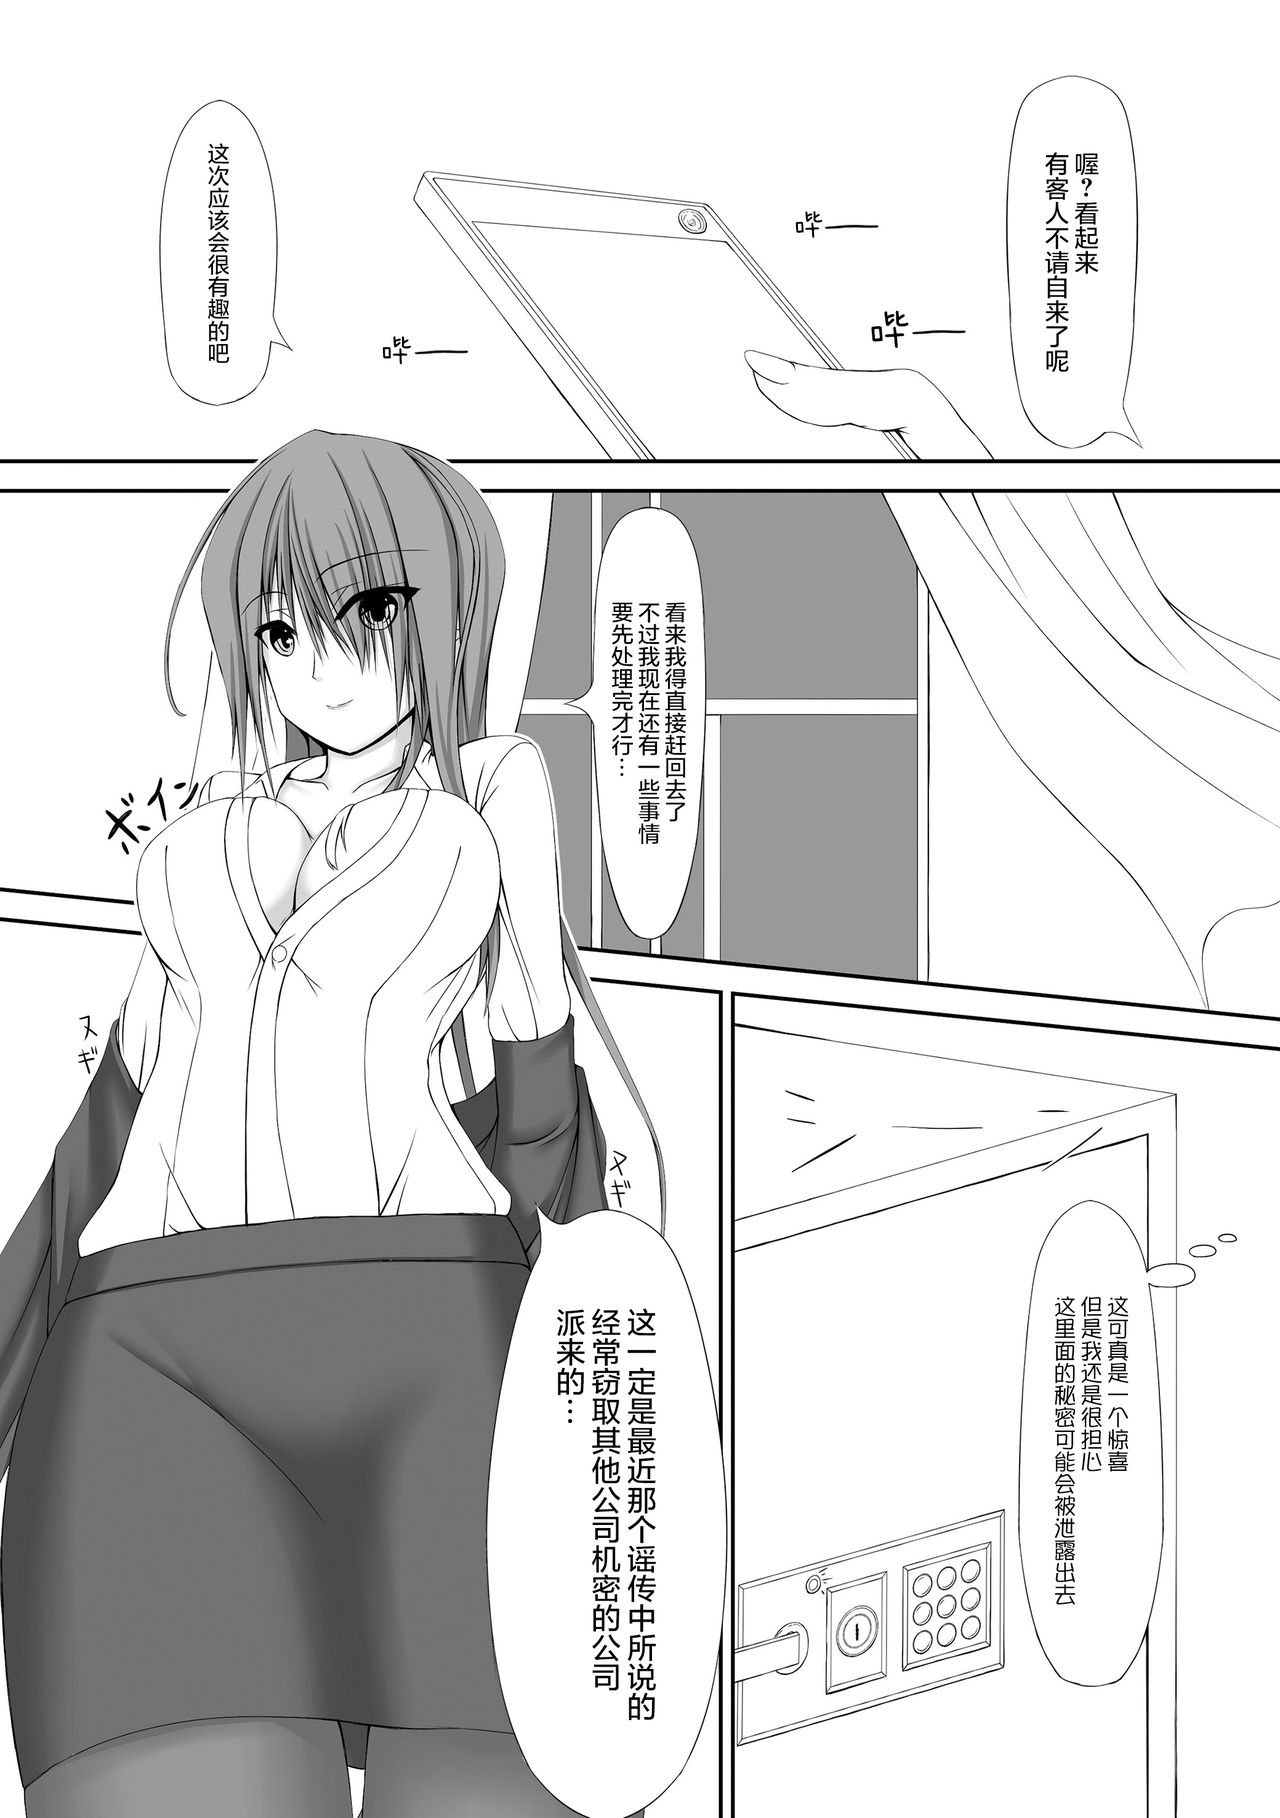 喔?看起来
有客人不请自来了呢
哔——
哔——
哔——
这次应该会很有趣的吧
看来我得直接赶回去了
不过我现在还有一些事情
要先处理完才行…
ボイン
ヌギ
ヌギ
这一定是最近那个谣传中所说的
经常窃取其他公司机密的公司
派来的…
这可真是一个惊喜
但是我还是很担心
这里面的秘密可能会被泄露出去